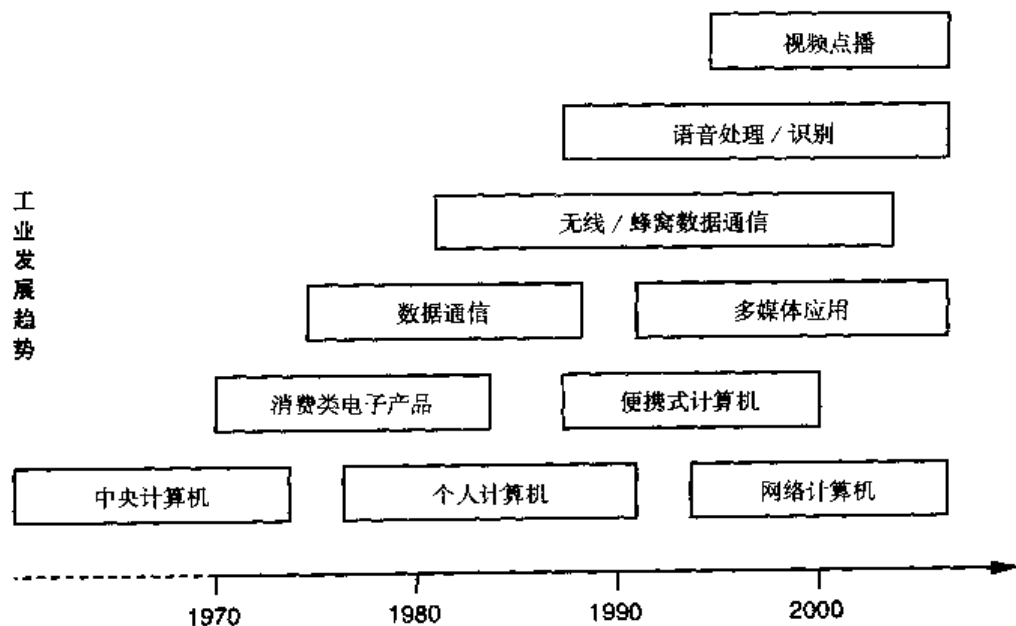 视频点播
语音处理 / 识别
工业发展趋势
无线 / 蜂窝数据通信
数据通信
多媒体应用
消费类电子产品
便携式计算机
中央计算机
个人计算机
网络计算机
1970
1980
1990
2000